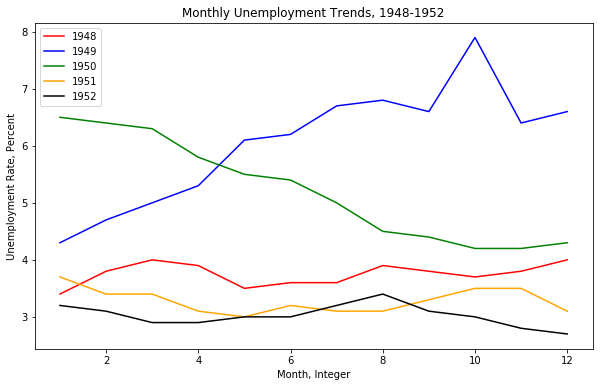 Monthly Unemployment Trends, 1948-1952
8
7
6
5
4
3
Unemployment Rate, Percent
1948
1949
1950
1951
1952
2 4 6 8 10 12
Month, Integer